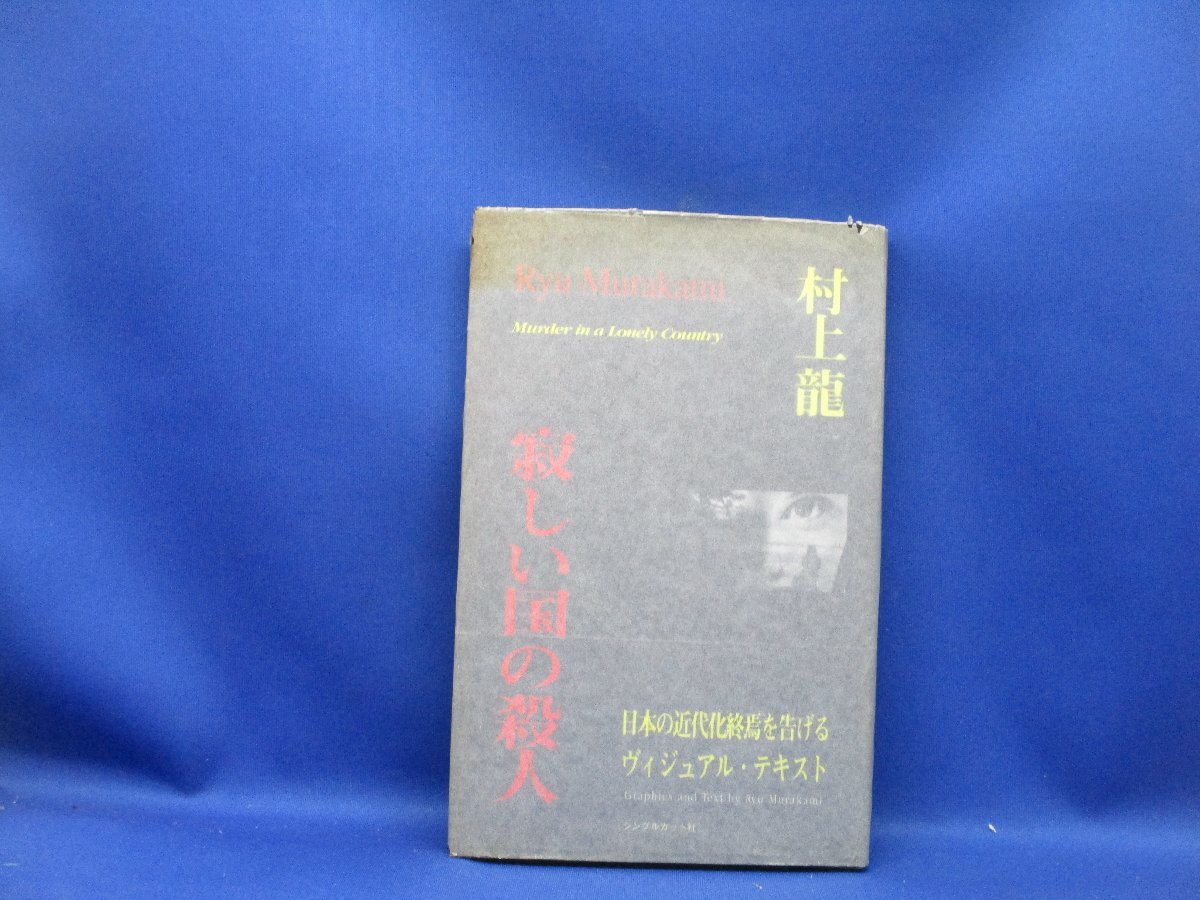 Ryu Murakami
Murder in a Lonely Country
村上龍
寂しい国の殺人
日本の近代化終焉を告げる
ヴィジュアル・テキスト
Graphics and Text by Ryu Murakami
シングルカット社